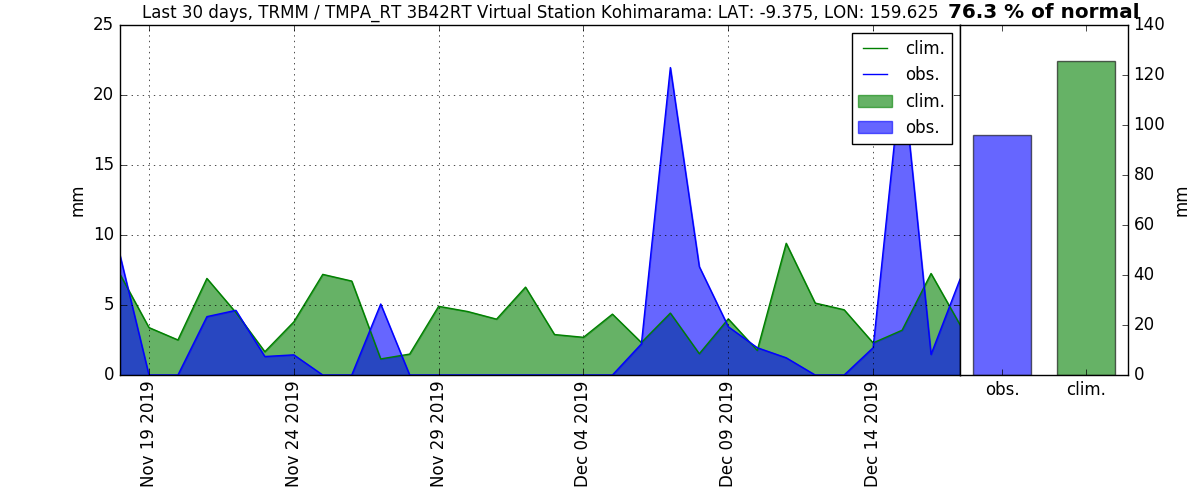 Last 30 days, TRMM / TMPA_RT 3B42RT Virtual Station Kohimarama: LAT: -9.375, LON: 159.625
76.3 % of normal
25
20
15
10
5
0
mm
clim.
obs.
clim.
obs.
Nov 19 2019
Nov 24 2019
Nov 29 2019
Dec 04 2019
Dec 09 2019
Dec 14 2019
140
120
100
80
60
40
20
0
mm
obs.
clim.